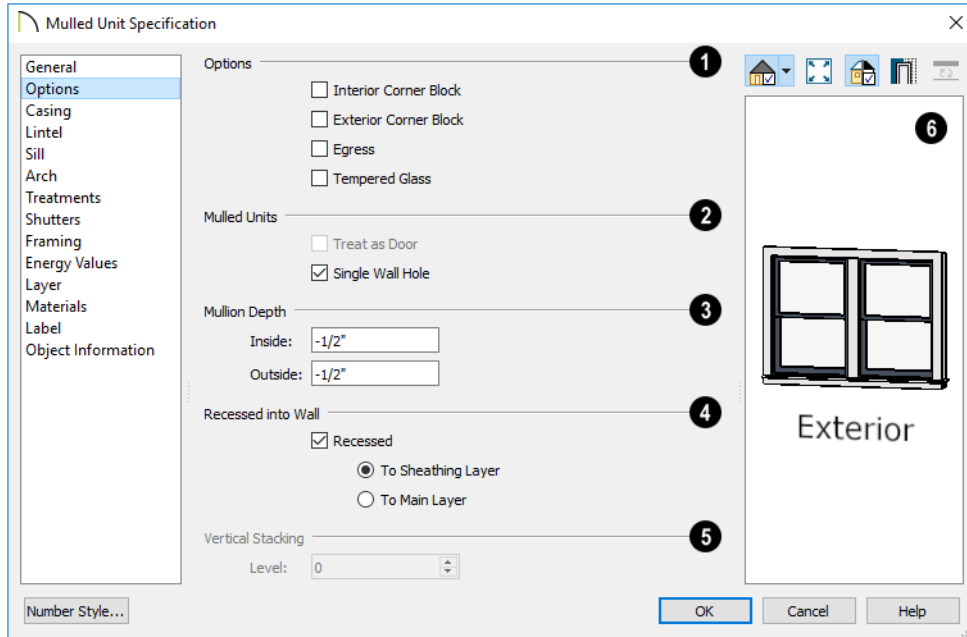 Mulled Unit Specification
General
Options
Casing
Lintel
Sill
Arch
Treatments
Shutters
Framing
Energy Values
Layer
Materials
Label
Object Information
Options
1
Interior Corner Block
Exterior Corner Block
Egress
Tempered Glass
Mulled Units
2
Treat as Door
Single Wall Hole
Mullion Depth
3
Inside: -1/2"
Outside: -1/2"
Recessed into Wall
4
Recessed
To Sheathing Layer
To Main Layer
Vertical Stacking
5
Level: 0
6
Exterior
Number Style...
OK
Cancel
Help